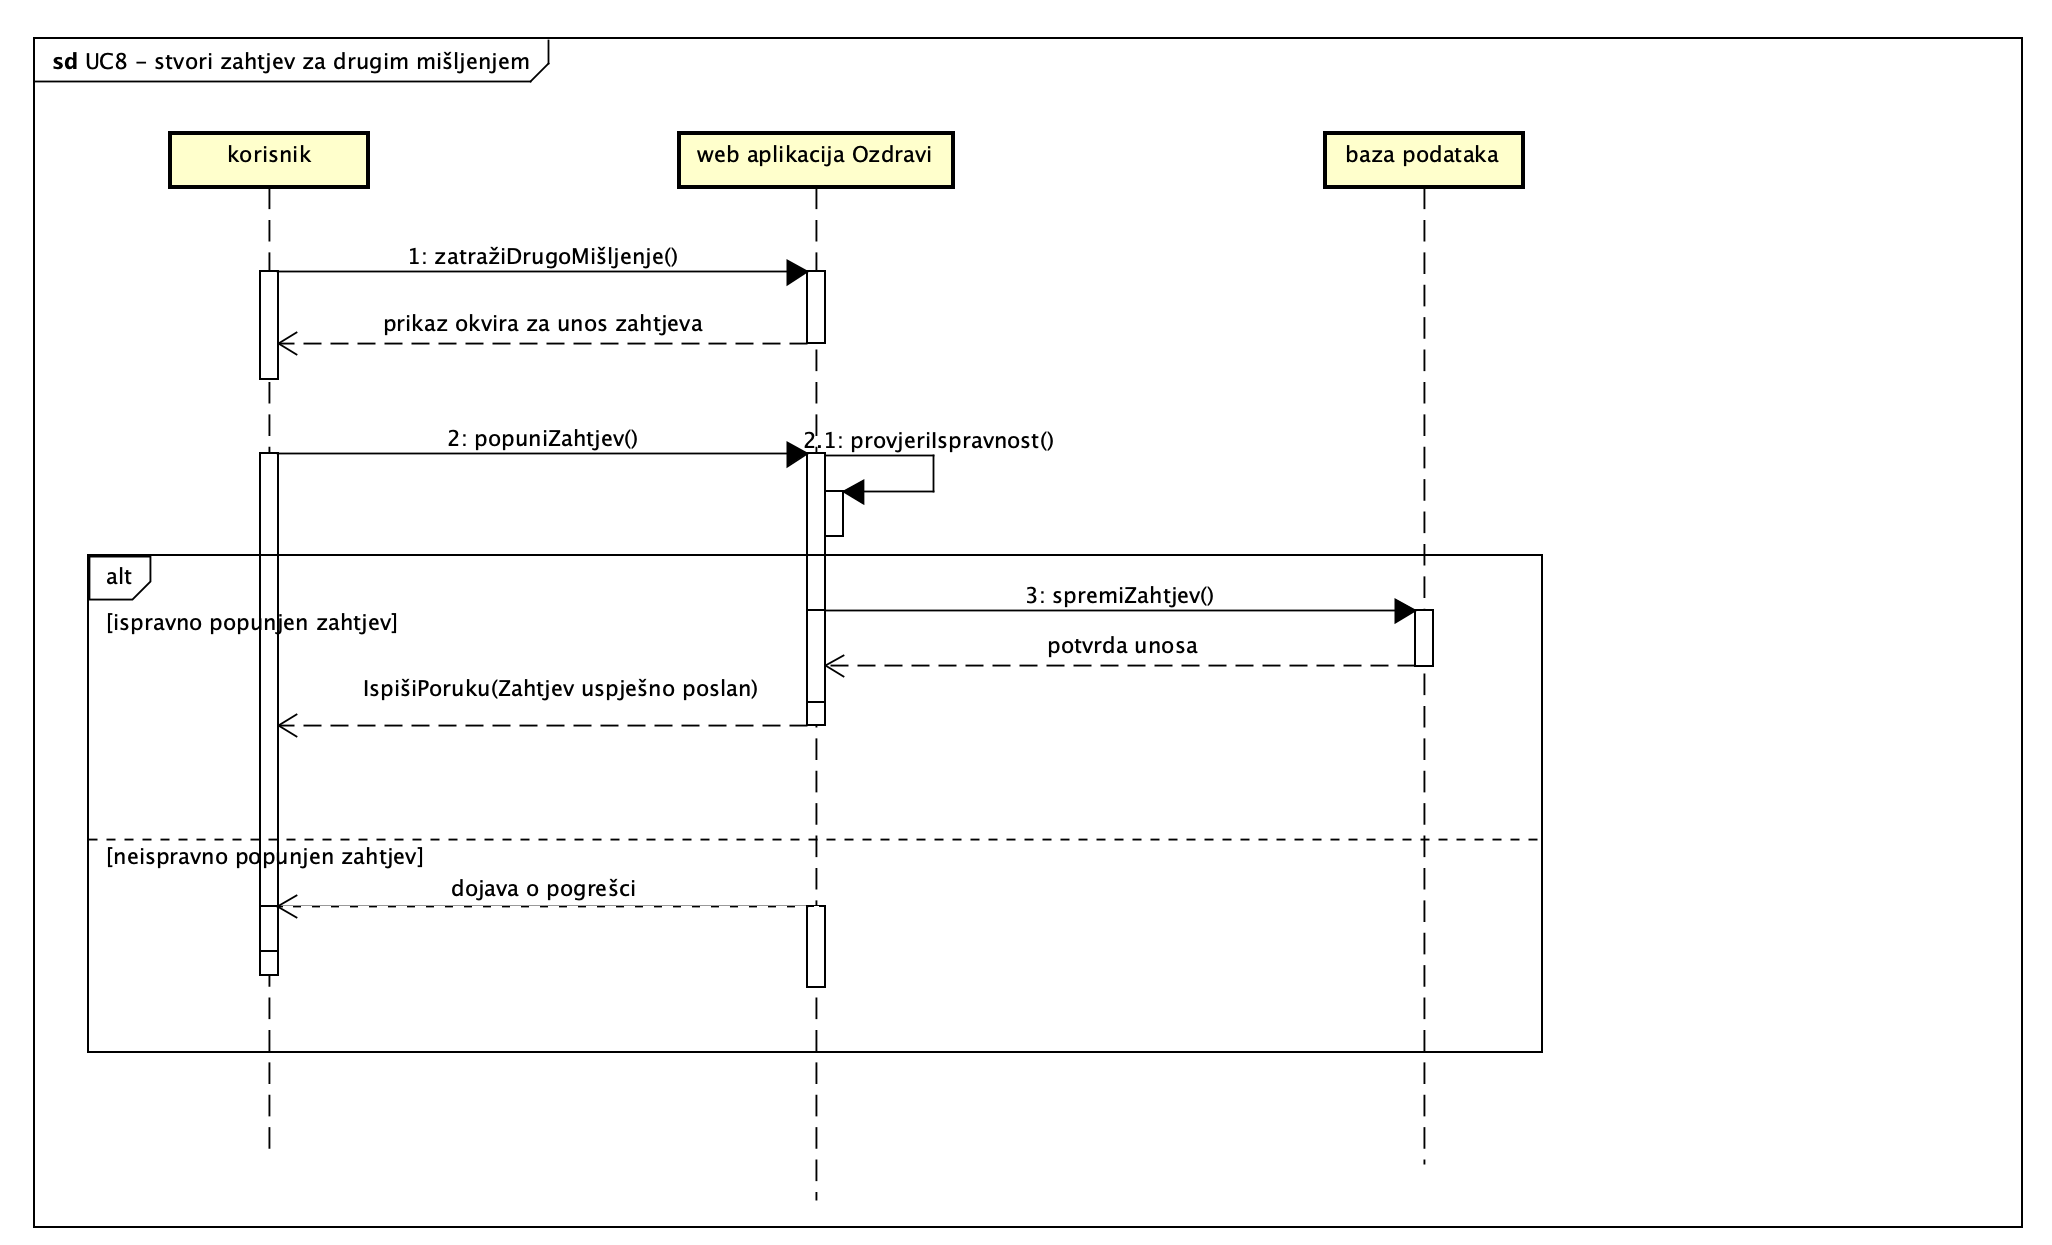 sd UC8 – stvori zahtjev za drugim mišljenjem
korisnik
web aplikacija Ozdravi
baza podataka
1: zatražiDrugoMišljenje()
prikaz okvira za unos zahtjeva
2: popuniZahtjev()
2.1: provjeriIspravnost()
alt
[ispravno popunjen zahtjev]
3: spremiZahtjev()
potvrda unosa
IspišiPoruku(Zahtjev uspješno poslan)
[neispravno popunjen zahtjev]
dojava o pogrešci